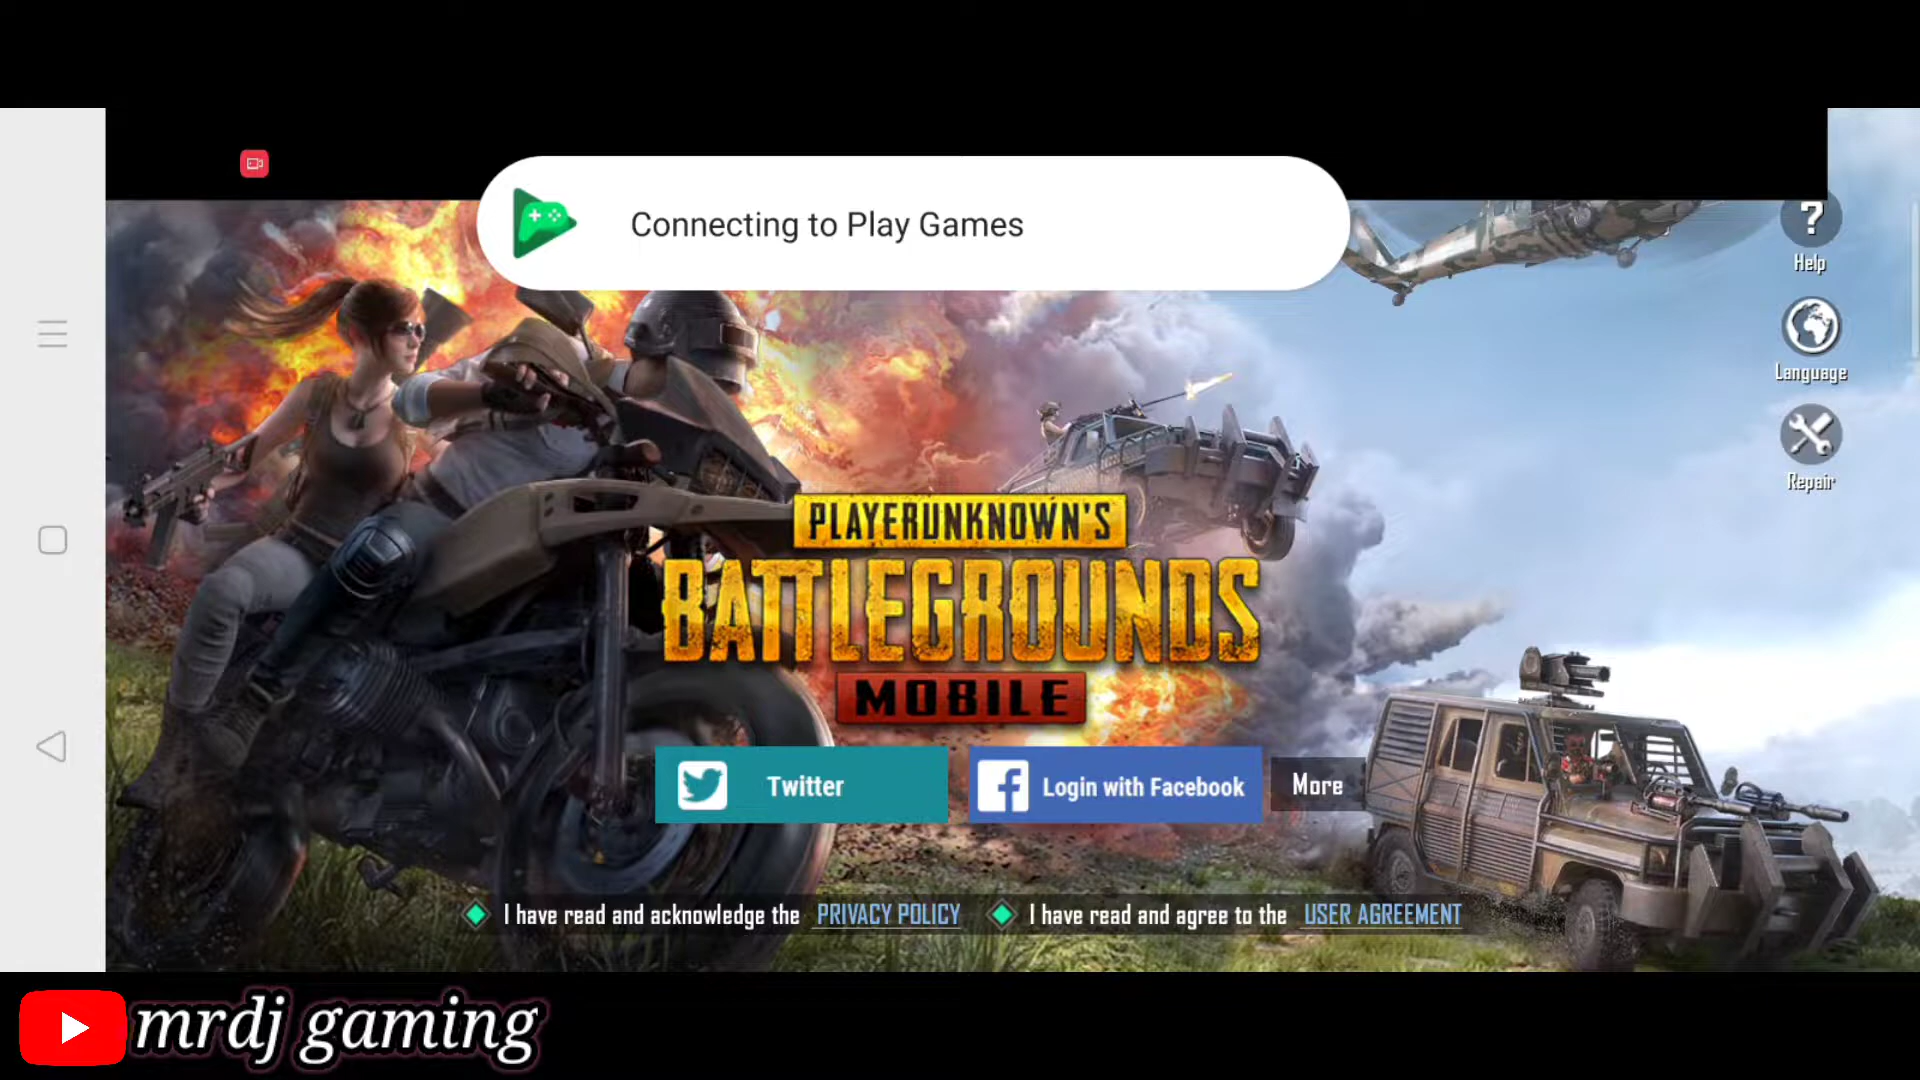 Connecting to Play Games
?
Help
Language
Repair
PLAYERUNKNOWN'S
BATTLEGROUNDS
MOBILE
Twitter
f Login with Facebook
More
I have read and acknowledge the PRIVACY POLICY
I have read and agree to the USER AGREEMENT
mrdj gaming